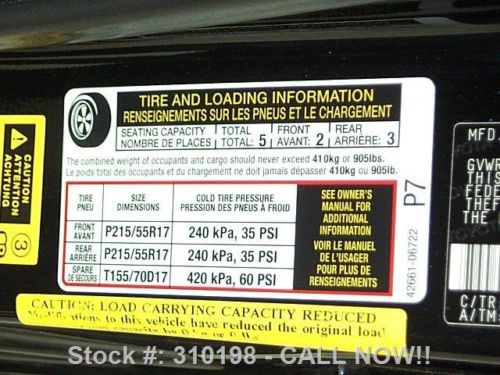 TIRE AND LOADING INFORMATION
RENSEIGNEMENTS SUR LES PNEUS ET LE CHARGEMENT
SEATING CAPACITY TOTAL FRONT REAR
NOMBRE DE PLACES TOTAL: 5 AVANT: 2 ARRIÈRE: 3
The combined weight of occupants and cargo should never exceed 410kg or 905lbs.
Le poids total des occupants et du chargement ne doit jamais dépasser 410kg ou 905lbs.
TIRE SIZE COLD TIRE PRESSURE
PNEU DIMENSIONS PRESSION DES PNEUS À FROID
FRONT
AVANT P215/55R17 240 kPa, 35 PSI
REAR
ARRIÈRE P215/55R17 240 kPa, 35 PSI
SPARE
DE SECOURS T155/70D17 420 kPa, 60 PSI
SEE OWNER'S
MANUAL FOR
ADDITIONAL
INFORMATION
VOIR LE MANUEL
DE L'USAGER
POUR PLUS DE
RENSEIGNEMENTS
P7
42661-06722
CAUTION
ATTENTION
ACHTUNG
3
MFD.
GVWR
THIS
FEDE
THEF
THE
C/TR
A/TM
CAUTION: LOAD CARRYING CAPACITY REDUCED
to this vehicle have reduced the original load
Stock #: 310198 - CALL NOW!!